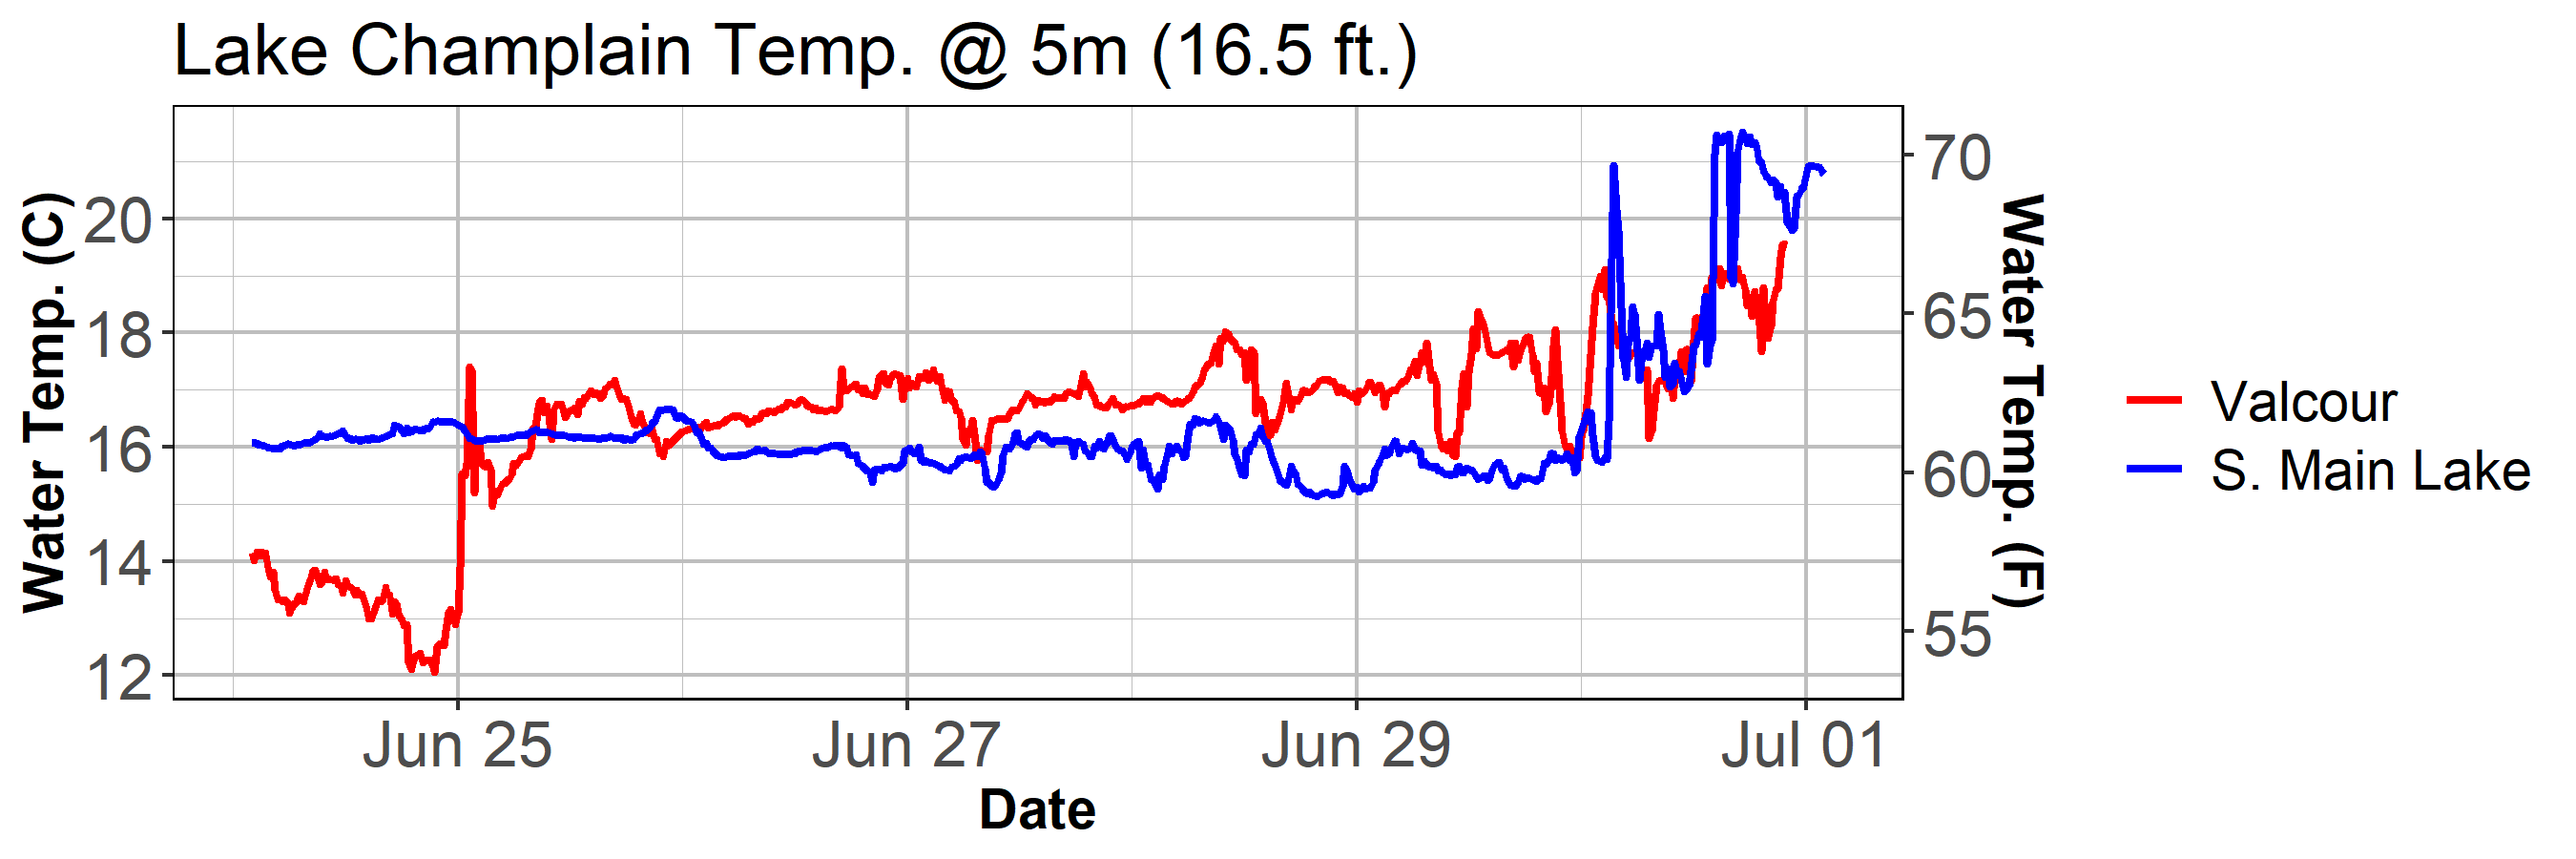 Lake Champlain Temp. @ 5m (16.5 ft.)
Water Temp. (C)
20
18
16
14
12
70
65
60
55
Water Temp. (F)
Jun 25
Jun 27
Jun 29
Jul 01
Date
Valcour
S. Main Lake